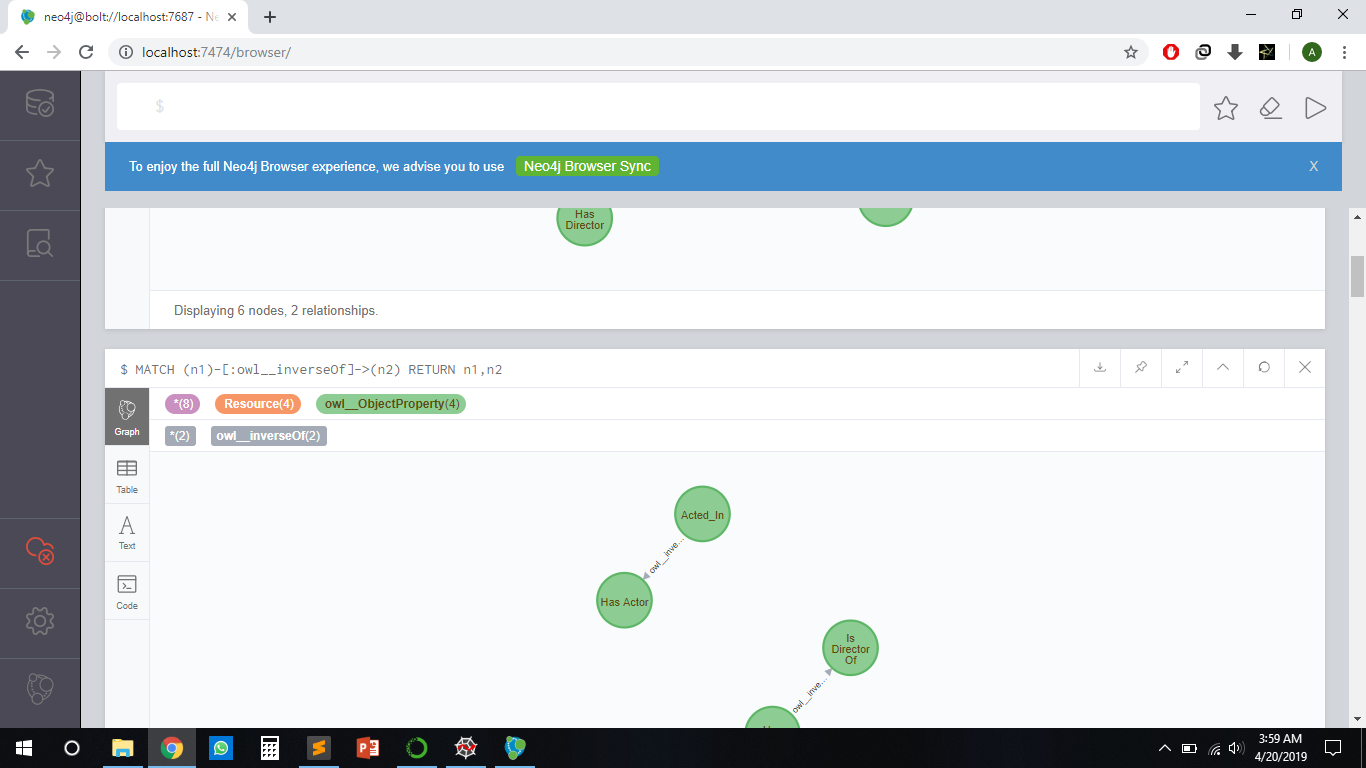 neo4j@bolt://localhost:7687 - Ne
localhost:7474/browser/
A
$
To enjoy the full Neo4j Browser experience, we advise you to use Neo4j Browser Sync X
Has
Director
Displaying 6 nodes, 2 relationships.
$ MATCH (n1)-[:owl__inverseOf]->(n2) RETURN n1,n2
*(8) Resource(4) owl__ObjectProperty(4)
*(2) owl__inverseOf(2)
Graph
Table
Text
Code
Acted_In
owl__inve...
Has Actor
Is
Director
Of
owl__inve...
3:59 AM
4/20/2019